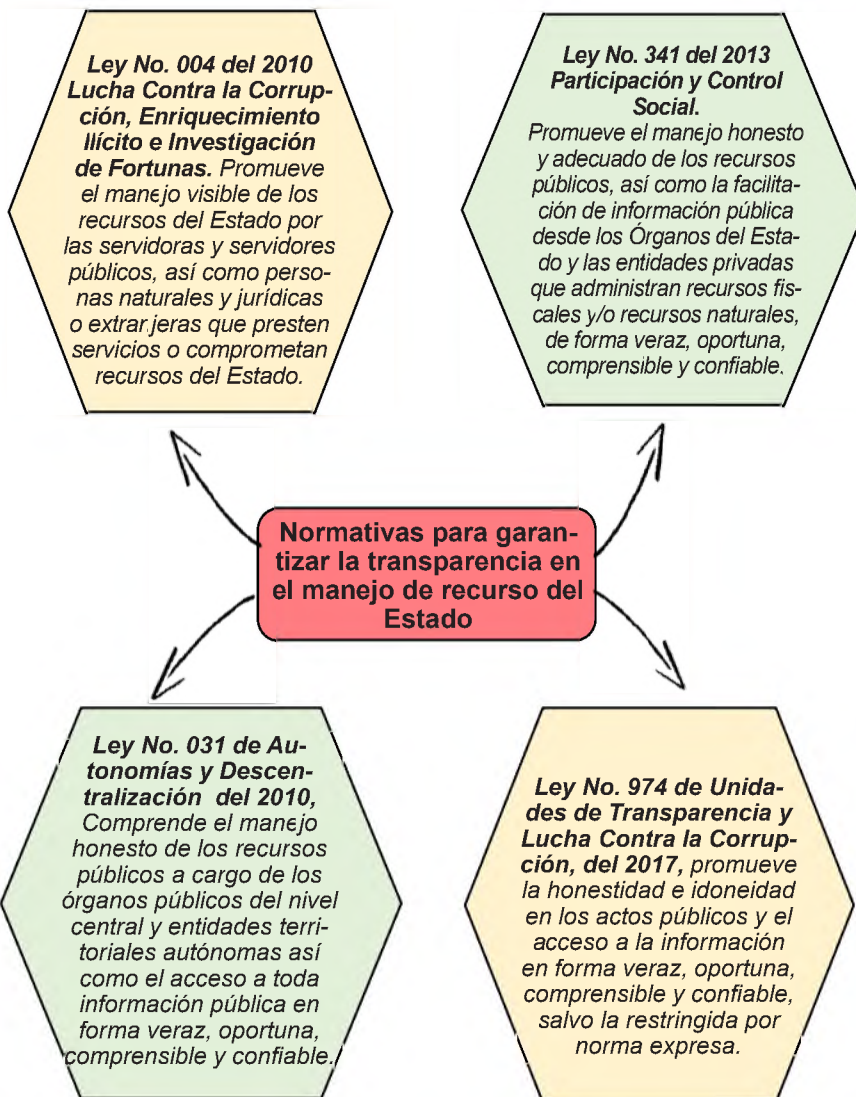 Ley No. 004 del 2010
Lucha Contra la Corrup-
ción, Enriquecimiento
Ilícito e Investigación
de Fortunas. Promueve
el manejo visible de los
recursos del Estado por
las servidoras y servidores
públicos, así como perso-
nas naturales y jurídicas
o extranjeras que presten
servicios o comprometan
recursos del Estado.
Ley No. 341 del 2013
Participación y Control
Social.
Promueve el manejo honesto
y adecuado de los recursos
públicos, así como la facilita-
ción de información pública
desde los Órganos del Esta-
do y las entidades privadas
que administran recursos fis-
cales y/o recursos naturales,
de forma veraz, oportuna,
comprensible y confiable.
Normativas para garan-
tizar la transparencia en
el manejo de recurso del
Estado
Ley No. 031 de Au-
tonomías y Descen-
tralización del 2010,
Comprende el manejo
honesto de los recursos
públicos a cargo de los
órganos públicos del nivel
central y entidades terri-
toriales autónomas así
como el acceso a toda
información pública en
forma veraz, oportuna,
comprensible y confiable.
Ley No. 974 de Unida-
des de Transparencia y
Lucha Contra la Corrup-
ción, del 2017, promueve
la honestidad e idoneidad
en los actos públicos y el
acceso a la información
en forma veraz, oportuna,
comprensible y confiable,
salvo la restringida por
norma expresa.